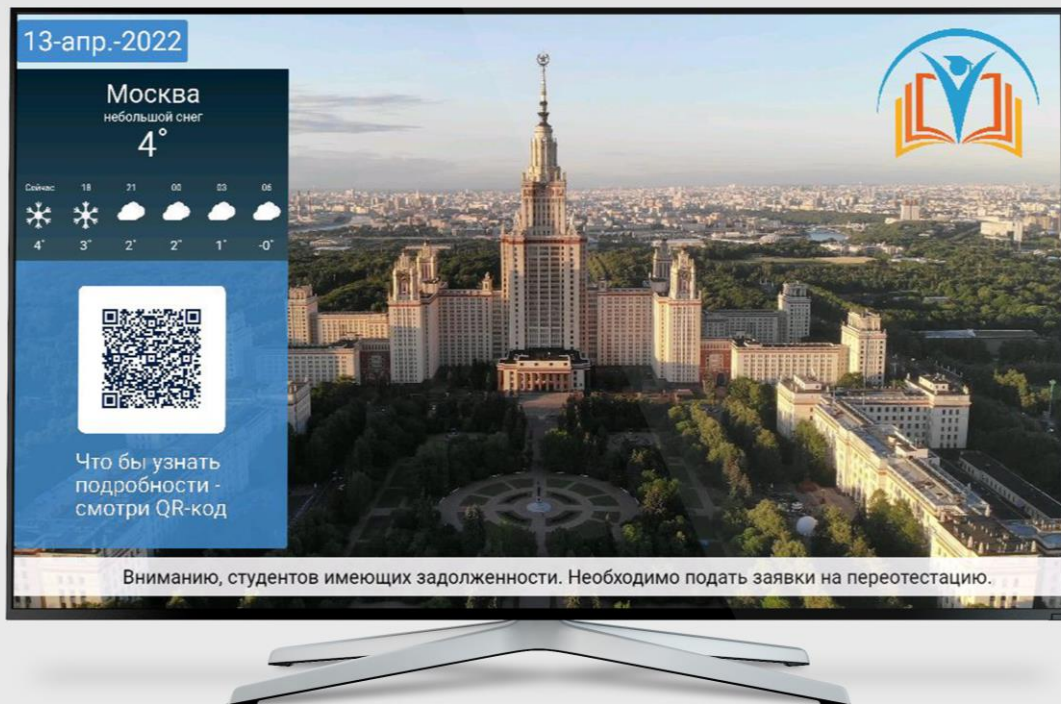 13-апр.-2022
Москва
небольшой снег
4°
Сейчас 18 21 00 03 06
4° 3° 2° 2° 1° -0°
Что бы узнать
подробности -
смотри QR-код
Вниманию, студентов имеющих задолженности. Необходимо подать заявки на переотестацию.